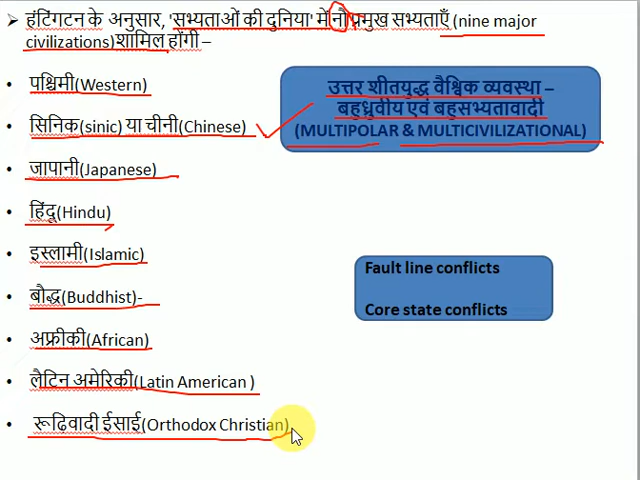 ➢ हंटिंगटन के अनुसार, 'सभ्यताओं की दुनिया' में नौ प्रमुख सभ्यताएँ (nine major
civilizations)शामिल होंगी –
• पश्चिमी(Western)
• सिनिक(sinic) या चीनी(Chinese)
उत्तर शीतयुद्ध वैश्विक व्यवस्था –
बहुध्रुवीय एवं बहुसभ्यतावादी
(MULTIPOLAR & MULTICIVILIZATIONAL)
• जापानी(Japanese)
• हिंदू(Hindu)
• इस्लामी(Islamic)
• बौद्ध(Buddhist)-
• अफ्रीकी(African)
• लैटिन अमेरिकी(Latin American )
• रूढ़िवादी ईसाई(Orthodox Christian)
Fault line conflicts
Core state conflicts